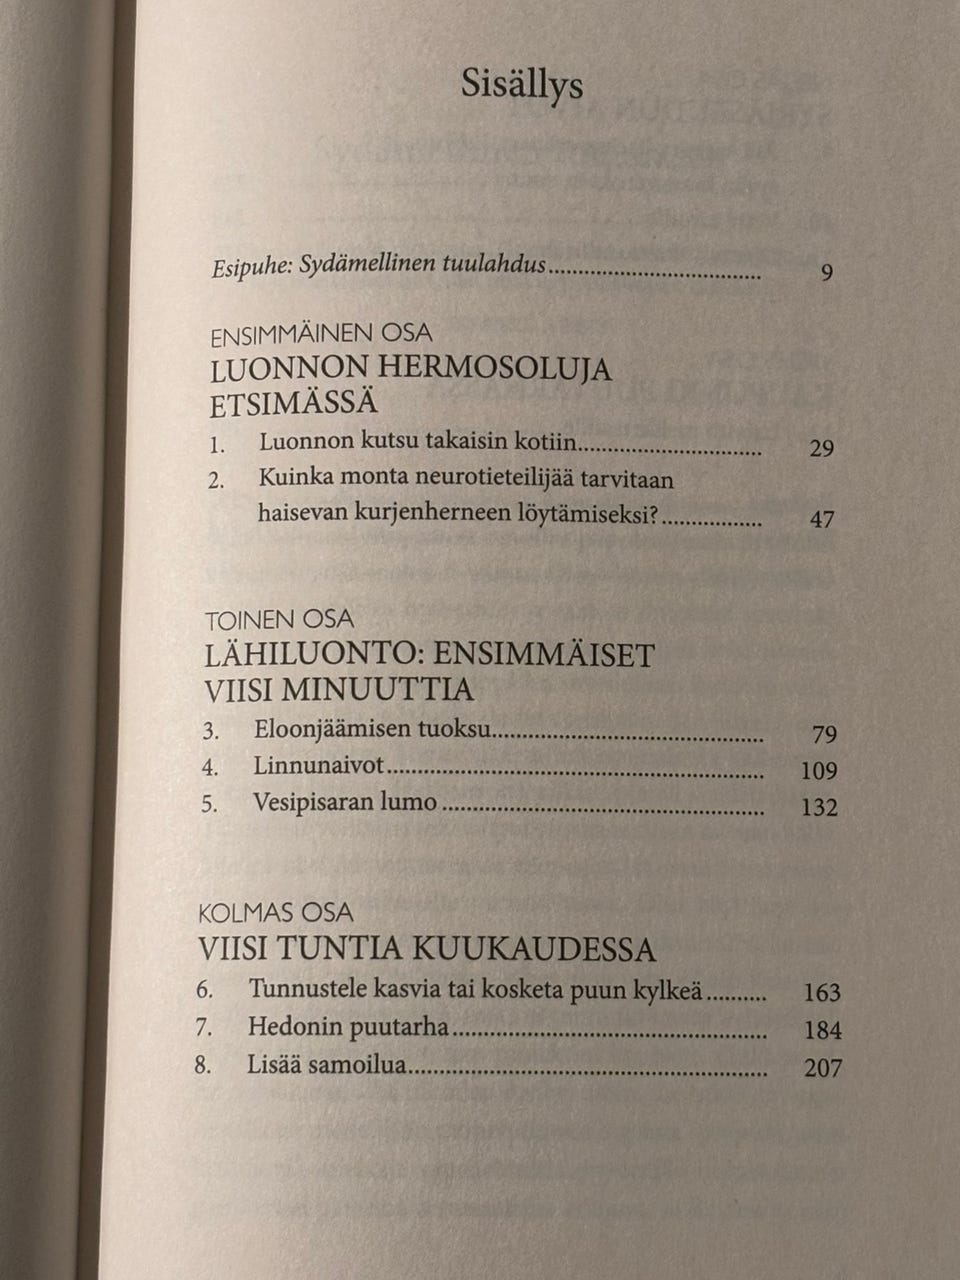 Sisällys
Esipuhe: Sydämellinen tuulahdus.......... 9
ENSIMMÄINEN OSA
LUONNON HERMOSOLUJA
ETSIMÄSSÄ
1. Luonnon kutsu takaisin kotiin.......... 29
2. Kuinka monta neurotieteilijää tarvitaan
haisevan kurjenherneen löytämiseksi?.......... 47
TOINEN OSA
LÄHILUONTO: ENSIMMÄISET
VIISI MINUUTTIA
3. Eloonjäämisen tuoksu.......... 79
4. Linnunaivot.......... 109
5. Vesipisaran lumo.......... 132
KOLMAS OSA
VIISI TUNTIA KUUKAUDESSA
6. Tunnustele kasvia tai kosketa puun kylkeä.......... 163
7. Hedonin puutarha.......... 184
8. Lisää samoilua.......... 207